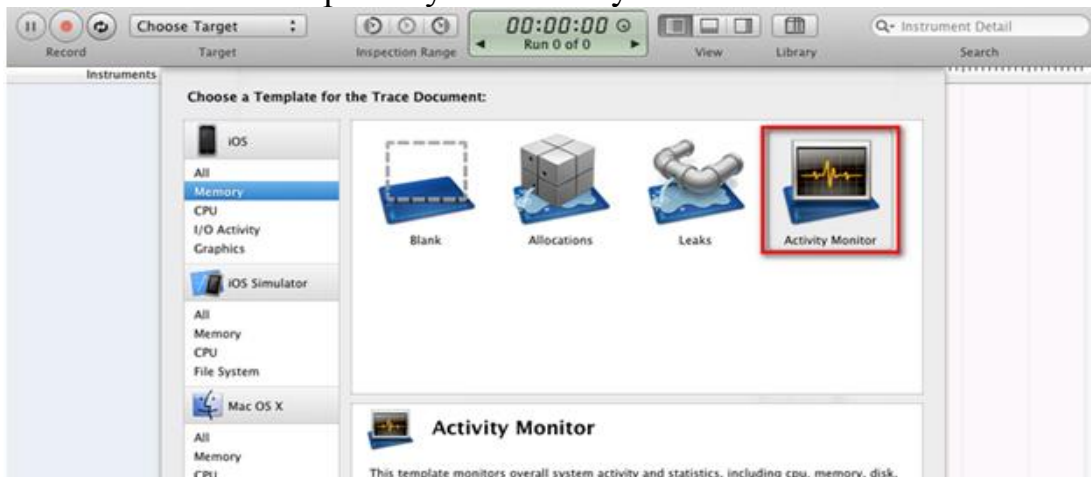 Choose Target
00:00:00
Run 0 of 0
Instrument Detail
Record
Target
Inspection Range
View
Library
Search
Instruments
Choose a Template for the Trace Document:
iOS
All
Memory
CPU
I/O Activity
Graphics
iOS Simulator
All
Memory
CPU
File System
Mac OS X
All
Memory
CPU
Blank
Allocations
Leaks
Activity Monitor
Activity Monitor
This template monitors overall system activity and statistics, including cpu, memory, disk,